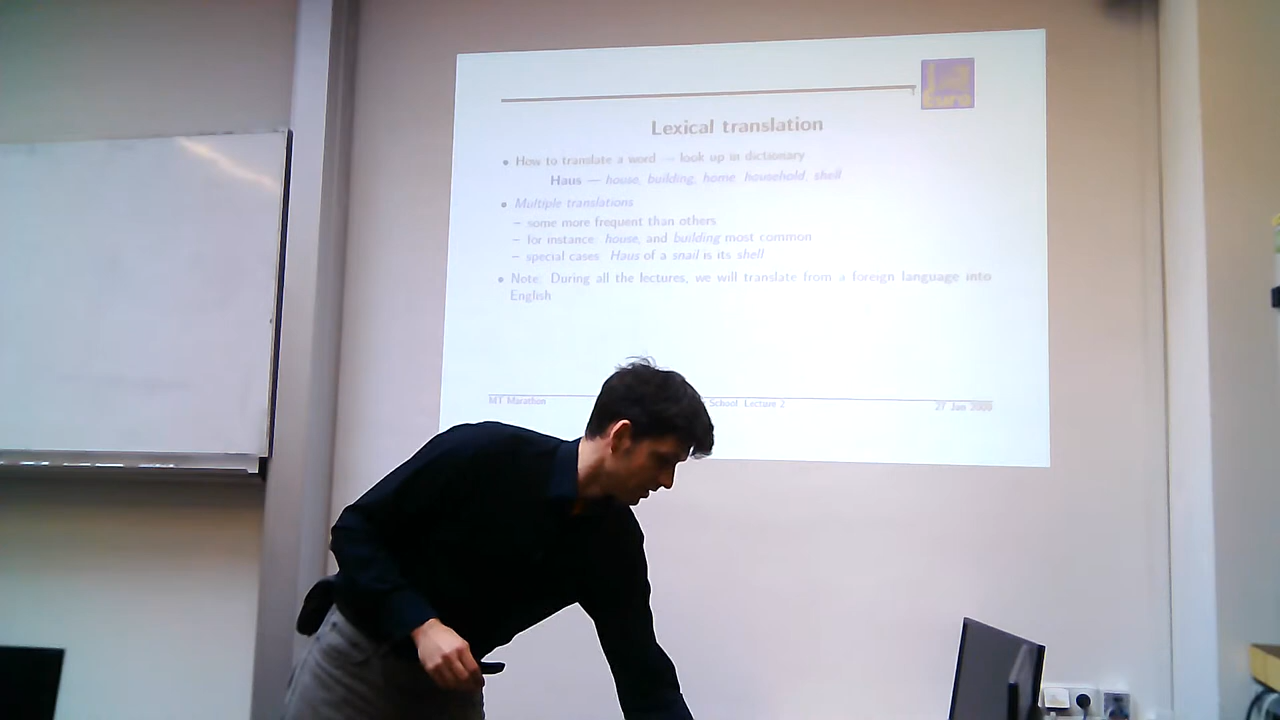 Lexical translation
• How to translate a word → look up in dictionary
Haus — house, building, home, household, shell.
• Multiple translations
– some more frequent than others
– for instance: house, and building most common
– special cases: Haus of a snail is its shell
• Note: During all the lectures, we will translate from a foreign language into
English
MT Marathon School, Lecture 2 27 Jan 2009